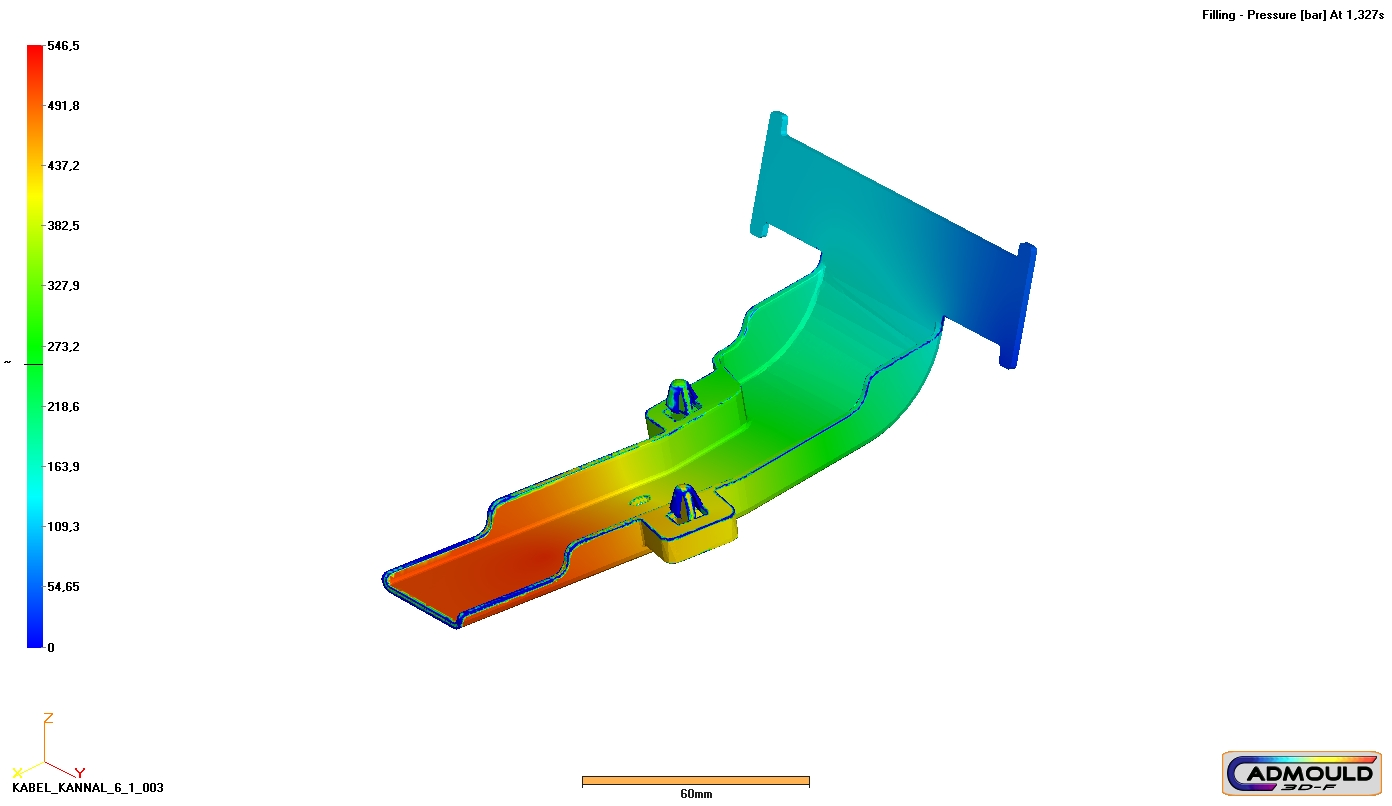 Filling - Pressure [bar] At 1,327s
546,5
491,8
437,2
382,5
327,9
273,2
218,6
163,9
109,3
54,65
0
~
Z
X
Y
KABEL_KANNAL_6_1_003
60mm
CADMOULD
3D-F